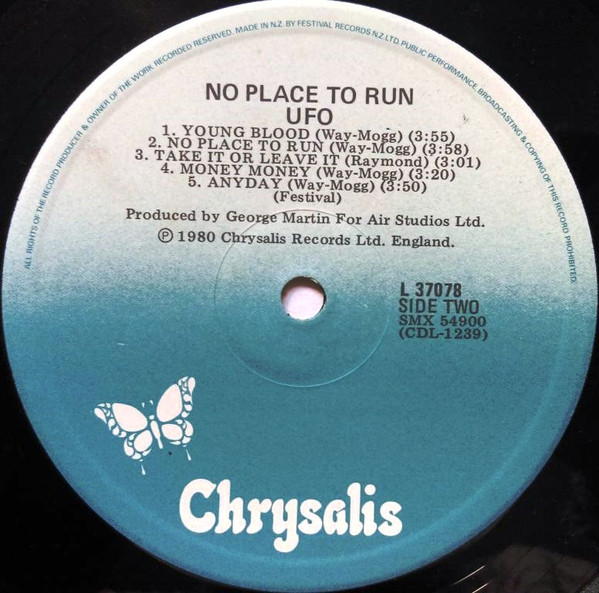 ALL RIGHTS OF THE RECORD PRODUCER & OWNER OF THE WORK RECORDED RESERVED. MADE IN N.Z. BY FESTIVAL RECORDS N.Z. LTD. PUBLIC PERFORMANCE, BROADCASTING & COPYING OF THIS RECORD PROHIBITED.
NO PLACE TO RUN
UFO
1. YOUNG BLOOD (Way-Mogg) (3:55)
2. NO PLACE TO RUN (Way-Mogg) (3:58)
3. TAKE IT OR LEAVE IT (Raymond) (3:01)
4. MONEY MONEY (Way-Mogg) (3:20)
5. ANYDAY (Way-Mogg) (3:50)
(Festival)
Produced by George Martin For Air Studios Ltd.
℗ 1980 Chrysalis Records Ltd. England.
L 37078
SIDE TWO
SMX 54900
(CDL-1239)
Chrysalis